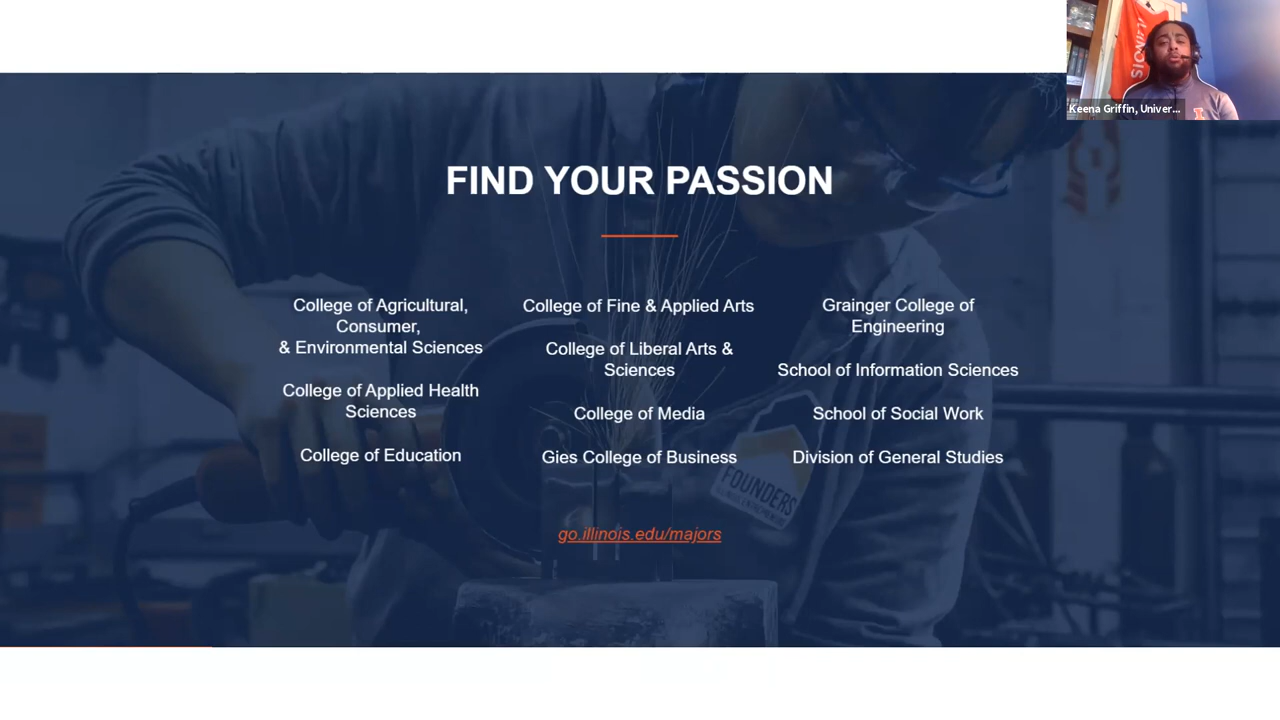 FIND YOUR PASSION
College of Agricultural,
Consumer,
& Environmental Sciences
College of Applied Health
Sciences
College of Education
College of Fine & Applied Arts
College of Liberal Arts &
Sciences
College of Media
Gies College of Business
Grainger College of
Engineering
School of Information Sciences
School of Social Work
Division of General Studies
go.illinois.edu/majors
FOUNDERS
ILLINOIS
Keena Griffin, Univer...